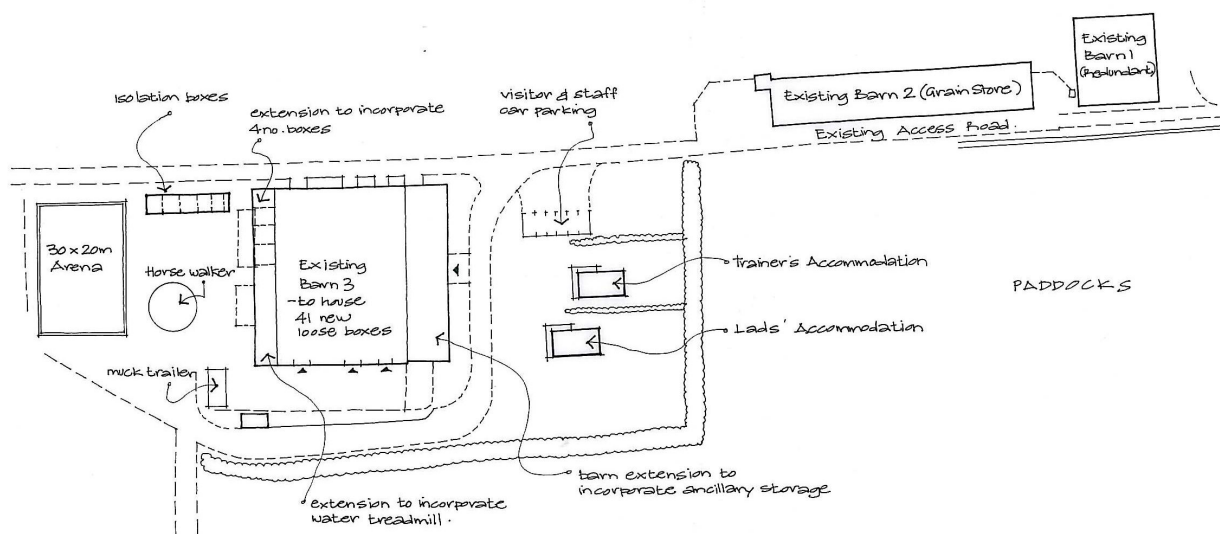 Existing
Barn 1
(Redundant)
Existing Barn 2 (Grain Store)
Existing Access Road
isolation boxes
extension to incorporate
4no. boxes
visitor & staff
car parking
30x20m
Arena
Horse walker
Existing
Barn 3
-to house
41 new
loose boxes
Trainer's Accommodation
Lads' Accommodation
PADDOCKS
muck trailer
extension to incorporate
water treadmill.
barn extension to
incorporate ancillary storage